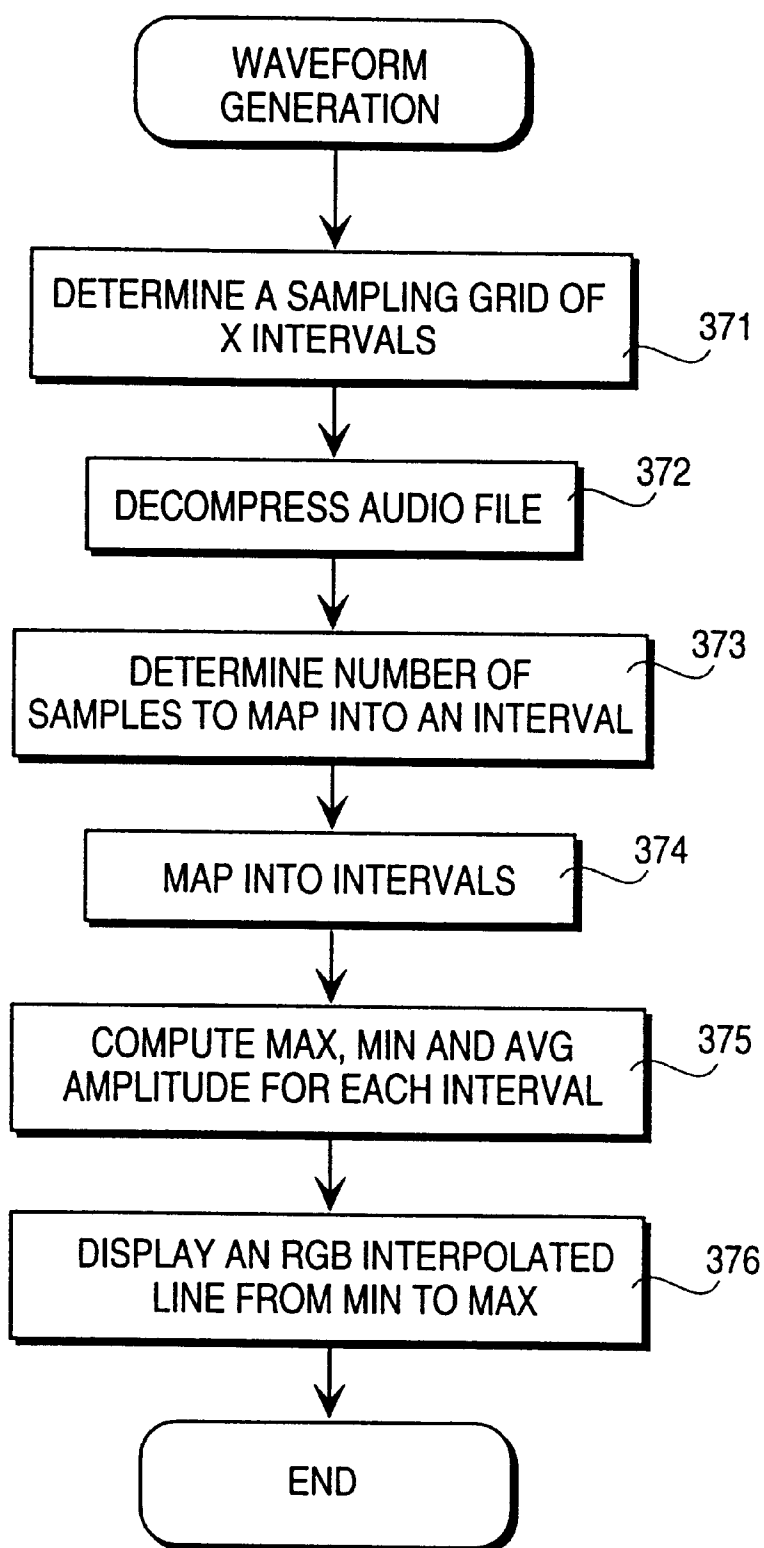 WAVEFORM
GENERATION
DETERMINE A SAMPLING GRID OF
X INTERVALS
371
DECOMPRESS AUDIO FILE
372
DETERMINE NUMBER OF
SAMPLES TO MAP INTO AN INTERVAL
373
MAP INTO INTERVALS
374
COMPUTE MAX, MIN AND AVG
AMPLITUDE FOR EACH INTERVAL
375
DISPLAY AN RGB INTERPOLATED
LINE FROM MIN TO MAX
376
END